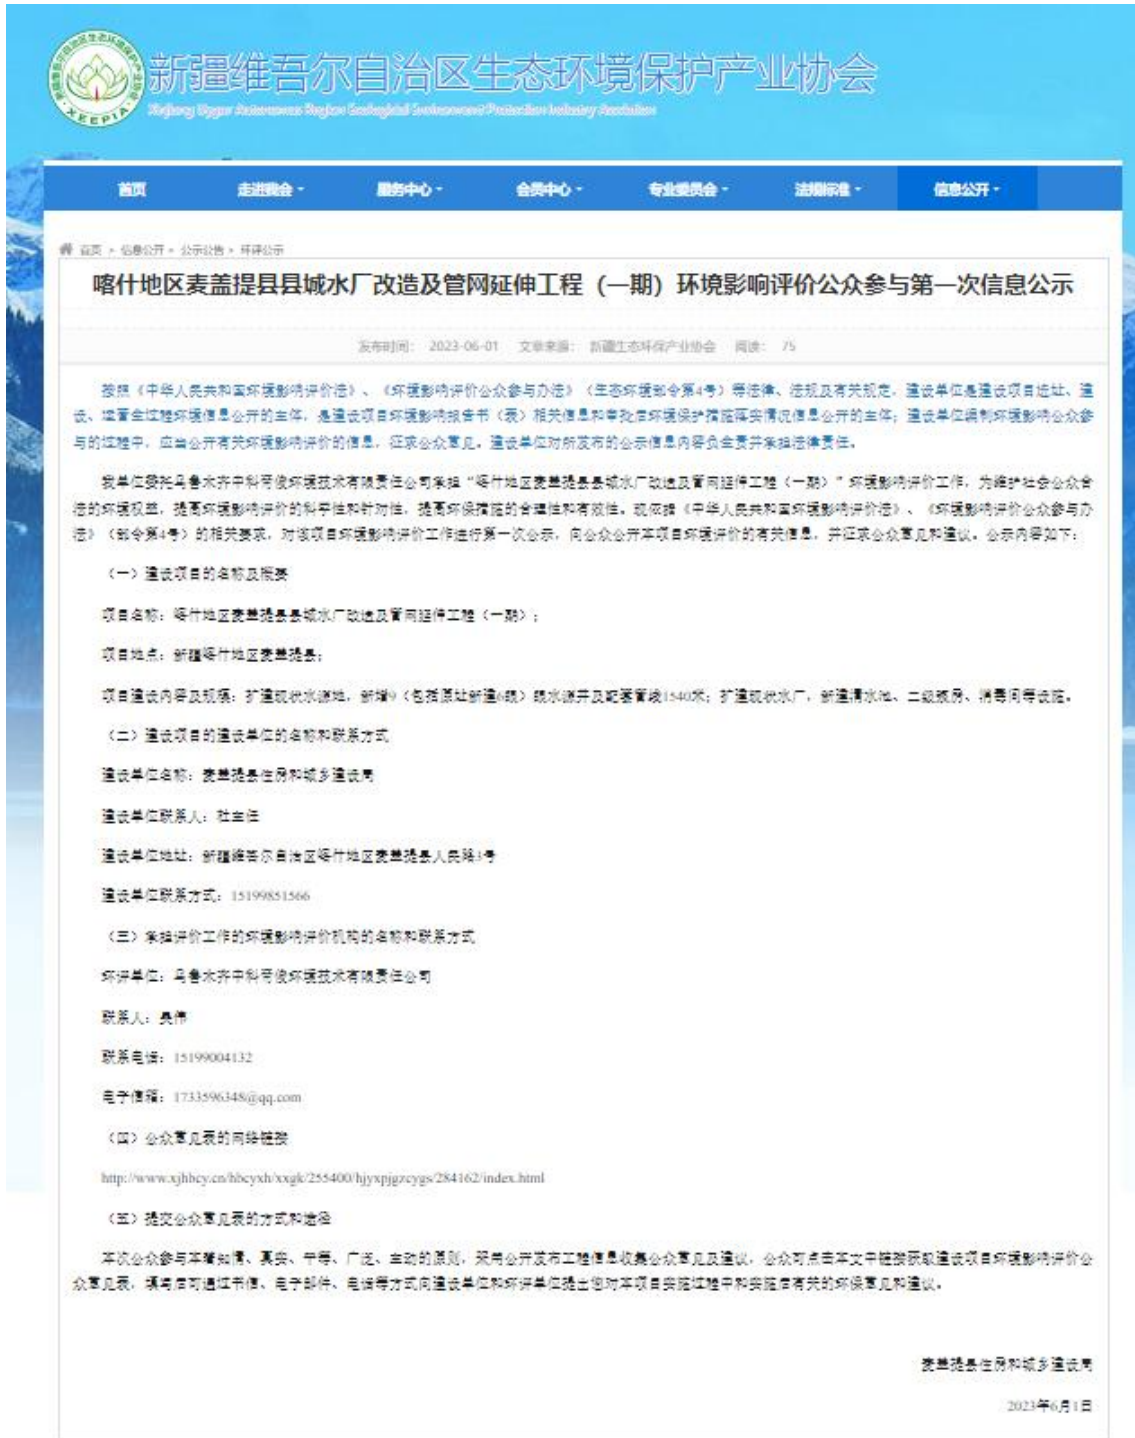 新疆维吾尔自治区生态环境保护产业协会
Xinjiang Uygur Autonomous Region Ecological Environment Protection Industry
XEEPIA
首页 走进我会 服务中心 会员中心 专业委员会 法规标准 信息公开
首页 > 信息公开 > 公示公告 > 环评公示
喀什地区麦盖提县县城水厂改造及管网延伸工程（一期）环境影响评价公众参与第一次信息公示
发布时间： 2023-06-01 文章来源： 新疆生态环保产业协会 阅读： 75
按照《中华人民共和国环境影响评价法》、《环境影响评价公众参与办法》（生态环境部令第4号）等法律、法规及有关规定，建设单位是建设项目选址、建
设、运营全过程环境信息公开的主体，是建设项目环境影响报告书（表）相关信息和审批后环境保护措施落实情况信息公开的主体；建设单位编制环境影响公众参
与的过程中，应当公开有关环境影响评价的信息，征求公众意见。建设单位对所发布的公示信息内容负全责并承担法律责任。
我单位委托乌鲁木齐中科帝俊环境技术有限责任公司承担“喀什地区麦盖提县县城水厂改造及管网延伸工程（一期）”环境影响评价工作，为维护社会公众合
法的环境权益，提高环境影响评价的科学性和针对性，提高环保措施的合理性和有效性。现依据《中华人民共和国环境影响评价法》、《环境影响评价公众参与办
法》（部令第4号）的相关要求，对该项目环境影响评价工作进行第一次公示，向公众公开本项目环境评价的有关信息，并征求公众意见和建议。公示内容如下：
（一）建设项目的名称及概要
项目名称：喀什地区麦盖提县县城水厂改造及管网延伸工程（一期）；
项目地点：新疆喀什地区麦盖提县；
项目建设内容及规模：扩建现状水源地，新增9（包括原址新建6眼）眼水源井及配套管线1540米；扩建现状水厂，新建清水池、二级泵房、消毒间等设施。
（二）建设项目的建设单位的名称和联系方式
建设单位名称：麦盖提县住房和城乡建设局
建设单位联系人：杜主任
建设单位地址：新疆维吾尔自治区喀什地区麦盖提县人民路3号
建设单位联系方式：15199851566
（三）承担评价工作的环境影响评价机构的名称和联系方式
环评单位：乌鲁木齐中科帝俊环境技术有限责任公司
联系人：吴伟
联系电话：15199004132
电子信箱：1733596348@qq.com
（四）公众意见表的网络链接
http://www.xjhbcy.cn/hbcyxh/xxgk/255400/hjyxpjgzcygs/284162/index.html
（五）提交公众意见表的方式和途径
本次公众参与本着知情、真实、平等、广泛、主动的原则，采用公开发布工程信息收集公众意见及建议，公众可点击本文中链接获取建设项目环境影响评价公
众意见表，填写后可通过书信、电子邮件、电话等方式向建设单位和环评单位提出您对本项目实施过程中和实施后有关的环保意见和建议。
麦盖提县住房和城乡建设局
2023年6月1日